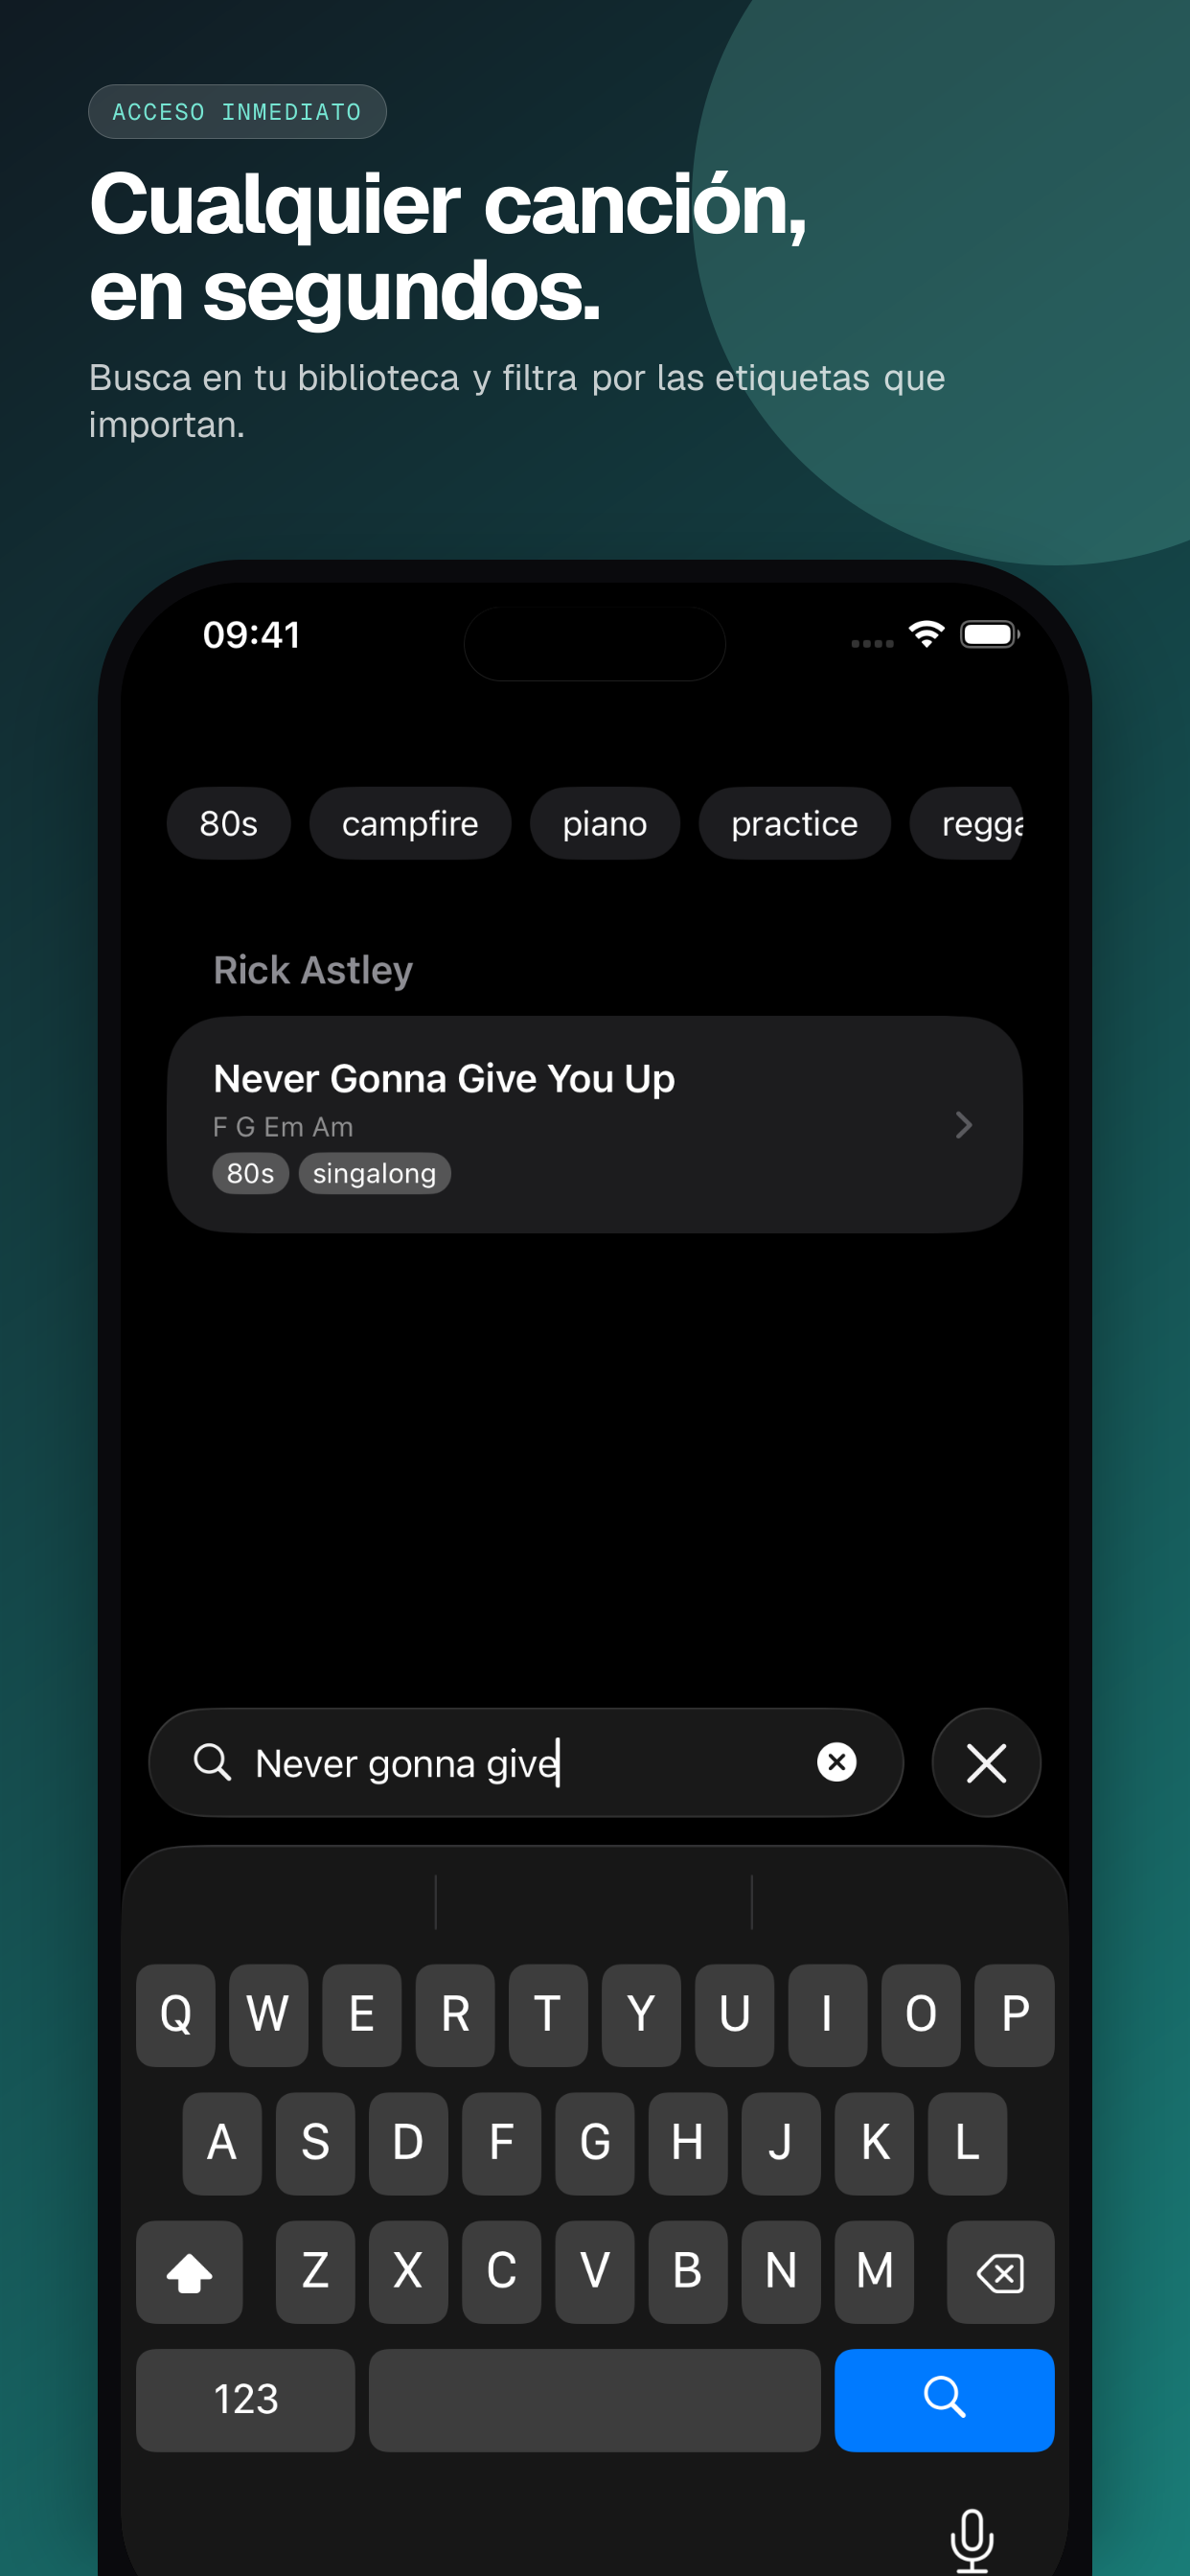 ACCESO INMEDIATO
Cualquier canción,
en segundos.
Busca en tu biblioteca y filtra por las etiquetas que
importan.
09:41
80s campfire piano practice regga
Rick Astley
Never Gonna Give You Up
F G Em Am
80s singalong
Never gonna give
Q W E R T Y U I O P
A S D F G H J K L
Z X C V B N M
123